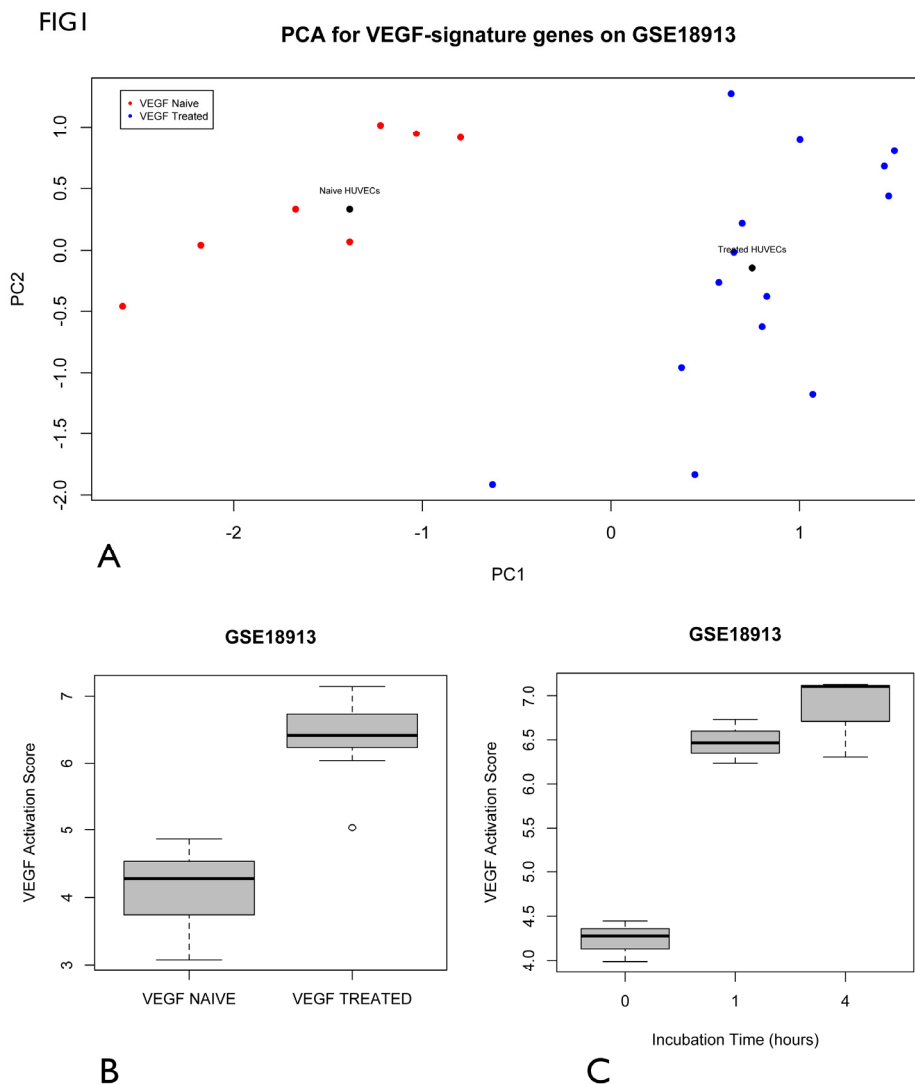 FIG1
PCA for VEGF-signature genes on GSE18913
VEGF Naive
VEGF Treated
Naive HUVECs
Treated HUVECs
PC2
1.0
0.5
0.0
-0.5
-1.0
-1.5
-2.0
-2
-1
0
1
PC1
A
GSE18913
VEGF Activation Score
7
6
5
4
3
VEGF NAIVE
VEGF TREATED
B
GSE18913
VEGF Activation Score
7.0
6.5
6.0
5.5
5.0
4.5
4.0
0
1
4
Incubation Time (hours)
C